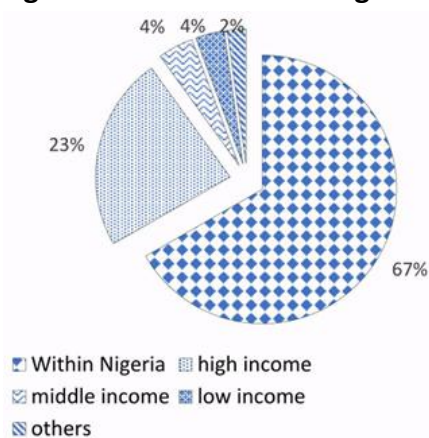 4% 4% 2%
23%
67%
Within Nigeria high income
middle income low income
others